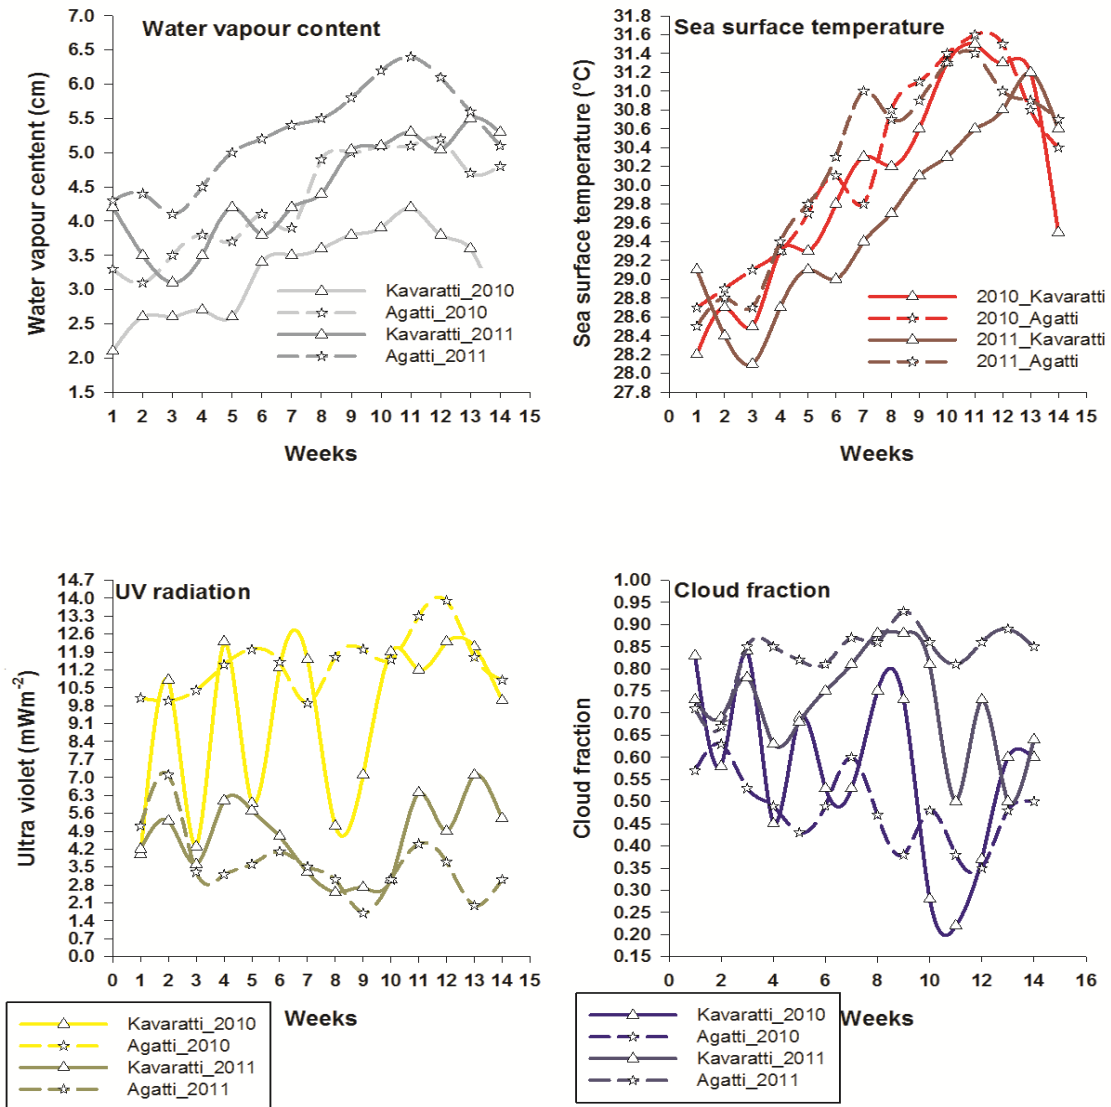 Water vapour content
Water vapour content (cm)
7.0
6.5
6.0
5.5
5.0
4.5
4.0
3.5
3.0
2.5
2.0
1.5
Kavaratti_2010
Agatti_2010
Kavaratti_2011
Agatti_2011
1 2 3 4 5 6 7 8 9 10 11 12 13 14 15
Weeks
Sea surface temperature
Sea surface temperature (°C)
31.8
31.6
31.4
31.2
31.0
30.8
30.6
30.4
30.2
30.0
29.8
29.6
29.4
29.2
29.0
28.8
28.6
28.4
28.2
28.0
27.8
2010_Kavaratti
2010_Agatti
2011_Kavaratti
2011_Agatti
0 1 2 3 4 5 6 7 8 9 10 11 12 13 14 15
Weeks
UV radiation
Ultra violet (mWm-2)
14.7
14.0
13.3
12.6
11.9
11.2
10.5
9.8
9.1
8.4
7.7
7.0
6.3
5.6
4.9
4.2
3.5
2.8
2.1
1.4
0.7
0.0
0 1 2 3 4 5 6 7 8 9 10 11 12 13 14 15
Weeks
Kavaratti_2010
Agatti_2010
Kavaratti_2011
Agatti_2011
Cloud fraction
Cloud fraction
1.00
0.95
0.90
0.85
0.80
0.75
0.70
0.65
0.60
0.55
0.50
0.45
0.40
0.35
0.30
0.25
0.20
0.15
0 2 4 6 8 10 12 14 16
Weeks
Kavaratti_2010
Agatti_2010
Kavaratti_2011
Agatti_2011